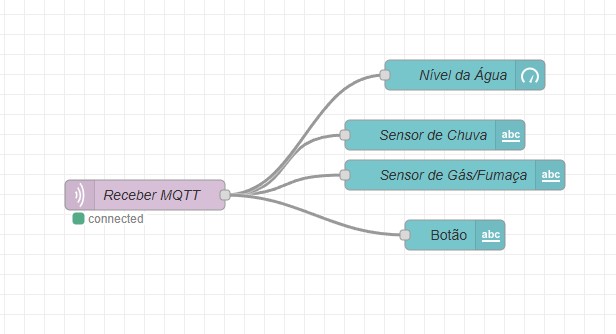 Nível da Água
Sensor de Chuva abc
Sensor de Gás/Fumaça abc
Receber MQTT
connected
Botão abc